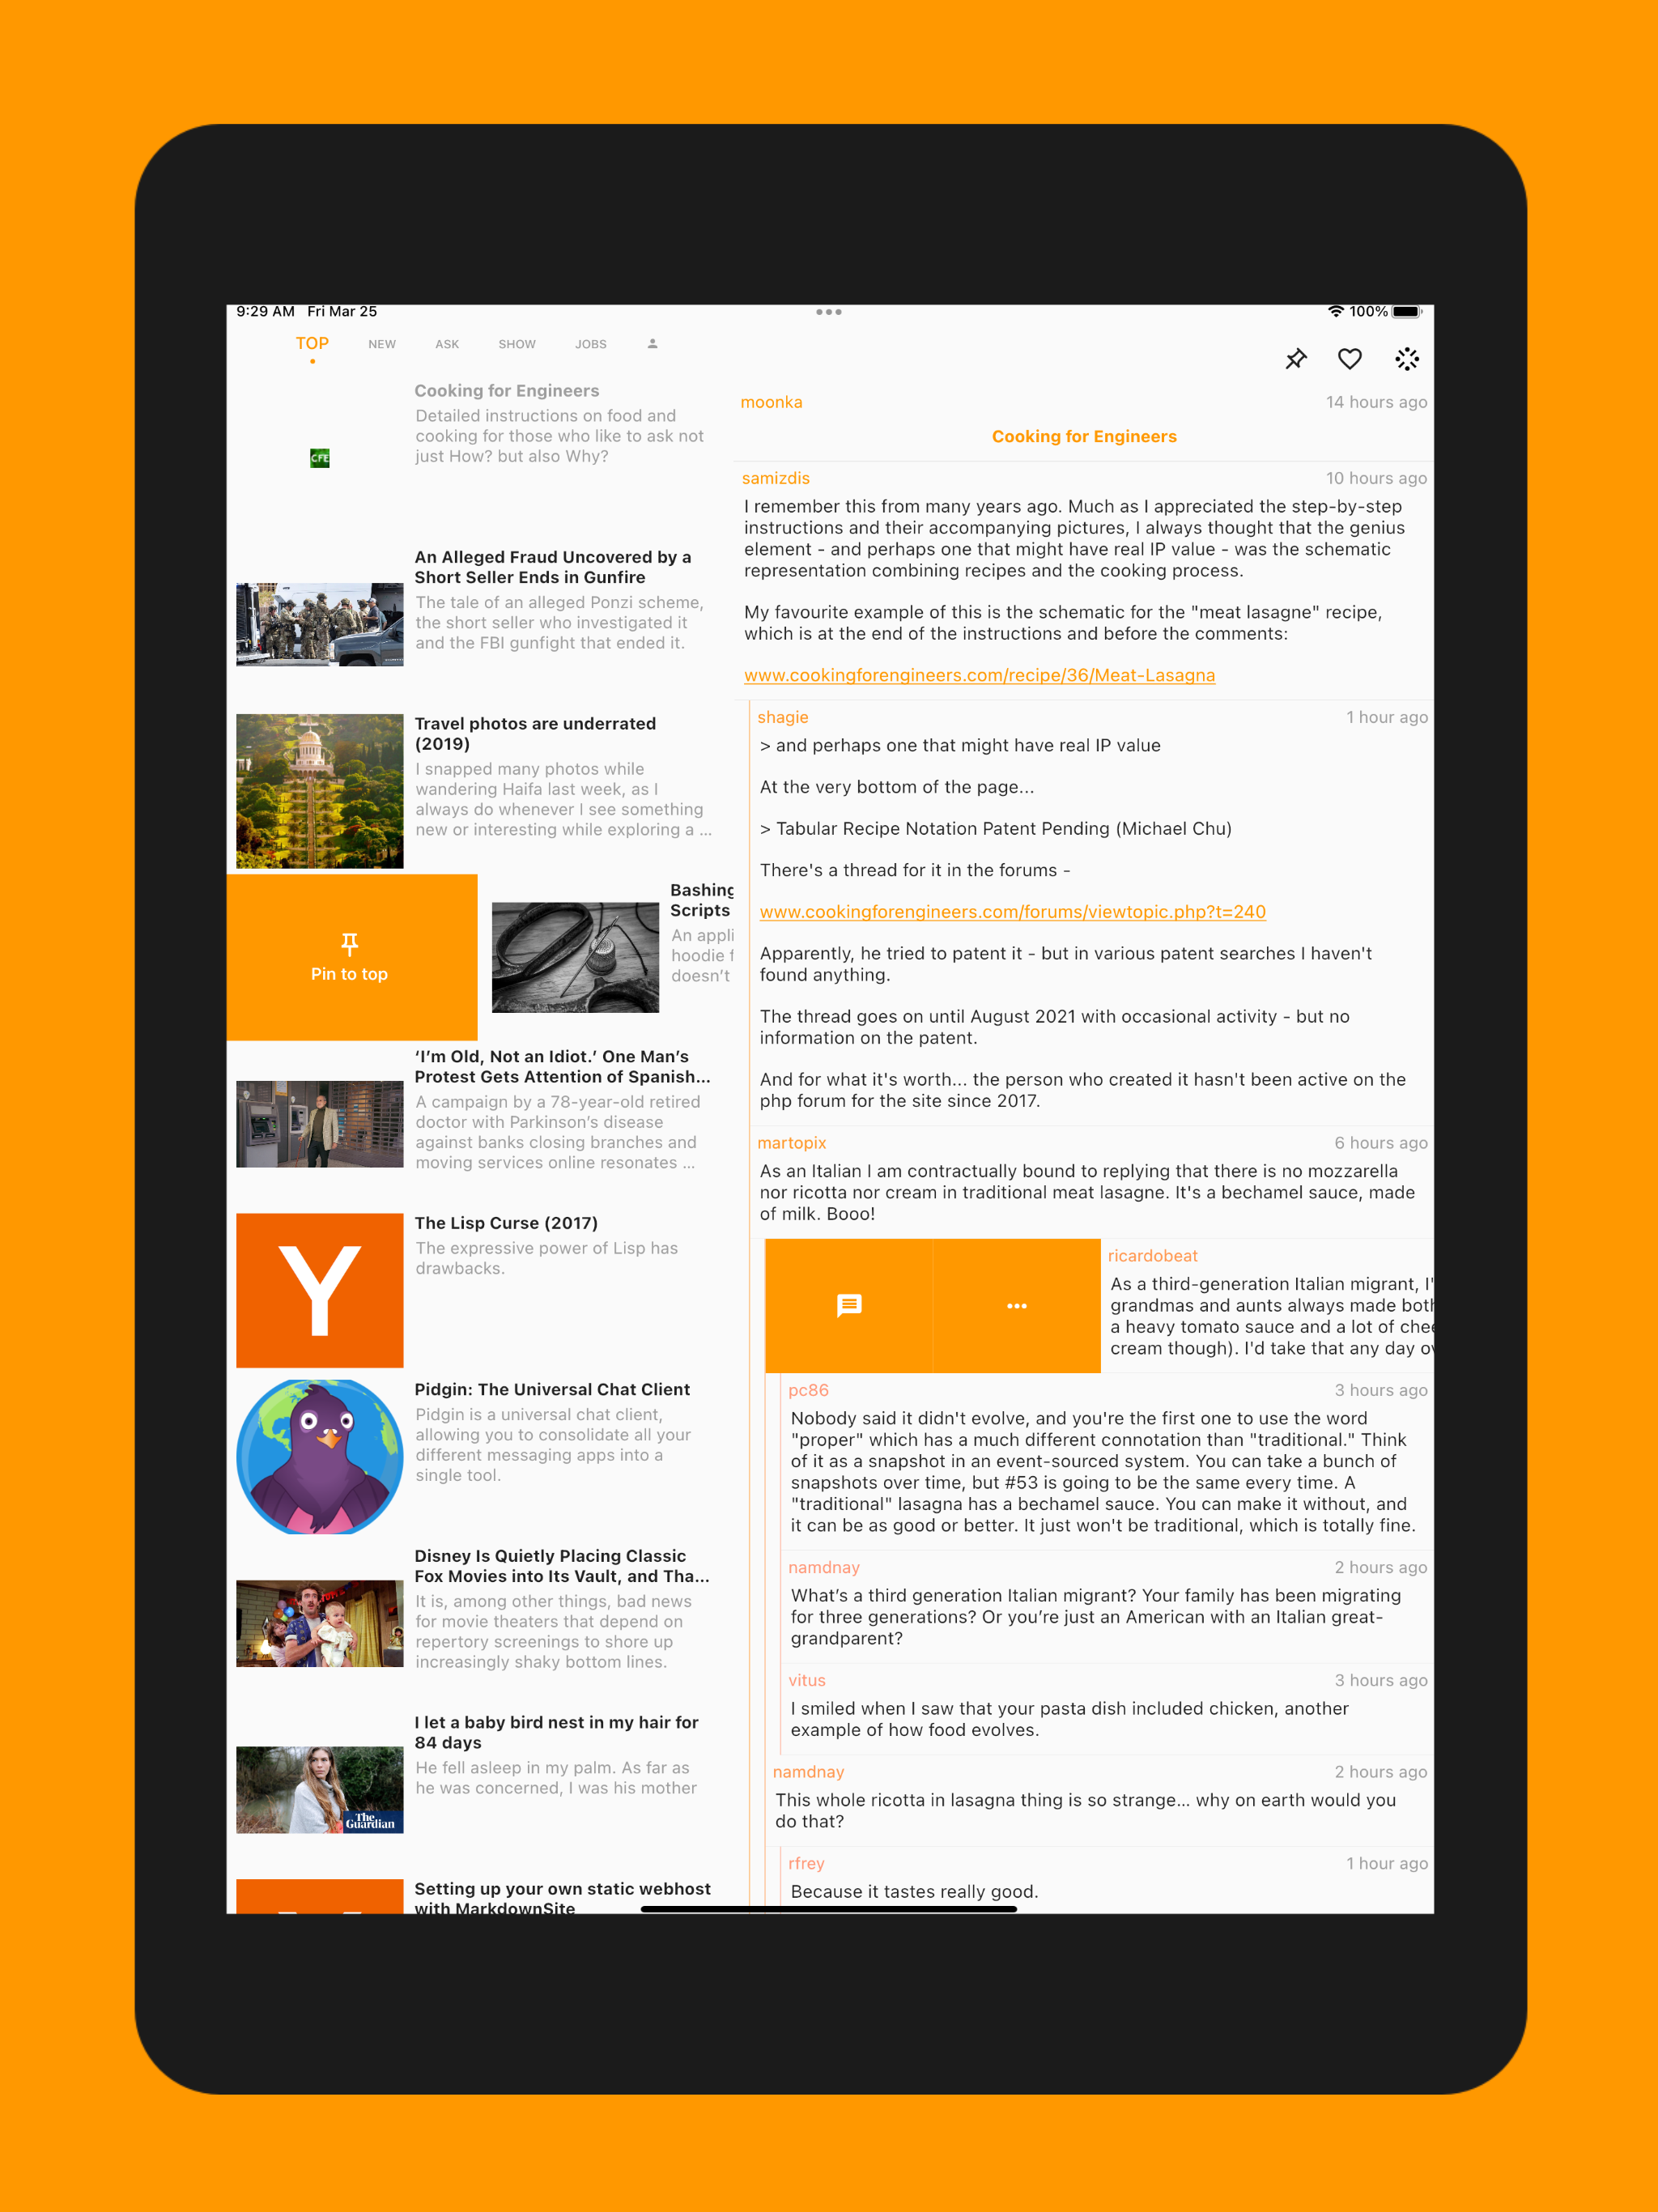 9:29 AM Fri Mar 25
100%
TOP
NEW
ASK
SHOW
JOBS
Cooking for Engineers
Detailed instructions on food and
cooking for those who like to ask not
just How? but also Why?
CFE
An Alleged Fraud Uncovered by a
Short Seller Ends in Gunfire
The tale of an alleged Ponzi scheme,
the short seller who investigated it
and the FBI gunfight that ended it.
Travel photos are underrated
(2019)
I snapped many photos while
wandering Haifa last week, as I
always do whenever I see something
new or interesting while exploring a ...
Pin to top
Bashing
Scripts
An appli
hoodie f
doesn't
‘I’m Old, Not an Idiot.’ One Man’s
Protest Gets Attention of Spanish...
A campaign by a 78-year-old retired
doctor with Parkinson’s disease
against banks closing branches and
moving services online resonates ...
The Lisp Curse (2017)
The expressive power of Lisp has
drawbacks.
Y
Pidgin: The Universal Chat Client
Pidgin is a universal chat client,
allowing you to consolidate all your
different messaging apps into a
single tool.
Disney Is Quietly Placing Classic
Fox Movies into Its Vault, and Tha...
It is, among other things, bad news
for movie theaters that depend on
repertory screenings to shore up
increasingly shaky bottom lines.
I let a baby bird nest in my hair for
84 days
He fell asleep in my palm. As far as
he was concerned, I was his mother
The
Guardian
Setting up your own static webhost
with MarkdownSite
moonka 14 hours ago
Cooking for Engineers
samizdis 10 hours ago
I remember this from many years ago. Much as I appreciated the step-by-step
instructions and their accompanying pictures, I always thought that the genius
element - and perhaps one that might have real IP value - was the schematic
representation combining recipes and the cooking process.
My favourite example of this is the schematic for the "meat lasagne" recipe,
which is at the end of the instructions and before the comments:
www.cookingforengineers.com/recipe/36/Meat-Lasagna
shagie 1 hour ago
> and perhaps one that might have real IP value
At the very bottom of the page...
> Tabular Recipe Notation Patent Pending (Michael Chu)
There's a thread for it in the forums -
www.cookingforengineers.com/forums/viewtopic.php?t=240
Apparently, he tried to patent it - but in various patent searches I haven't
found anything.
The thread goes on until August 2021 with occasional activity - but no
information on the patent.
And for what it's worth... the person who created it hasn't been active on the
php forum for the site since 2017.
martopix 6 hours ago
As an Italian I am contractually bound to replying that there is no mozzarella
nor ricotta nor cream in traditional meat lasagne. It's a bechamel sauce, made
of milk. Booo!
ricardobeat
As a third-generation Italian migrant, I'
grandmas and aunts always made both
a heavy tomato sauce and a lot of chee
cream though). I'd take that any day ov
pc86 3 hours ago
Nobody said it didn't evolve, and you're the first one to use the word
"proper" which has a much different connotation than "traditional." Think
of it as a snapshot in an event-sourced system. You can take a bunch of
snapshots over time, but #53 is going to be the same every time. A
"traditional" lasagna has a bechamel sauce. You can make it without, and
it can be as good or better. It just won't be traditional, which is totally fine.
namdnay 2 hours ago
What’s a third generation Italian migrant? Your family has been migrating
for three generations? Or you’re just an American with an Italian great-
grandparent?
vitus 3 hours ago
I smiled when I saw that your pasta dish included chicken, another
example of how food evolves.
namdnay 2 hours ago
This whole ricotta in lasagna thing is so strange... why on earth would you
do that?
rfrey 1 hour ago
Because it tastes really good.